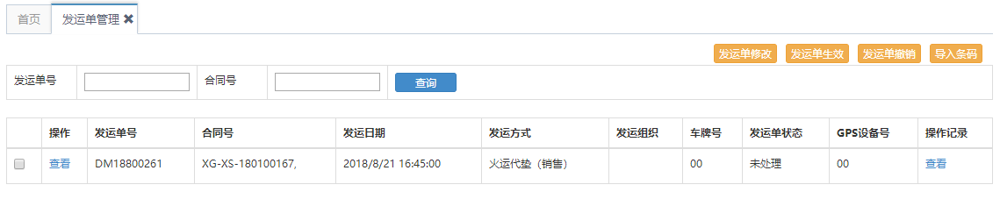 首页 发运单管理 ✖
发运单修改 发运单生效 发运单撤销 导入条码
发运单号 合同号 查询
操作 发运单号 合同号 发运日期 发运方式 发运组织 车牌号 发运单状态 GPS设备号 操作记录
查看 DM18800261 XG-XS-180100167, 2018/8/21 16:45:00 火运代垫（销售） 00 未处理 00 查看